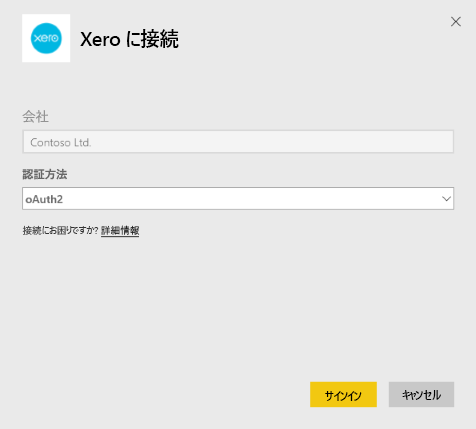 xero
Xero に接続
会社
Contoso Ltd.
認証方法
oAuth2
接続にお困りですか? 詳細情報
サインイン
キャンセル